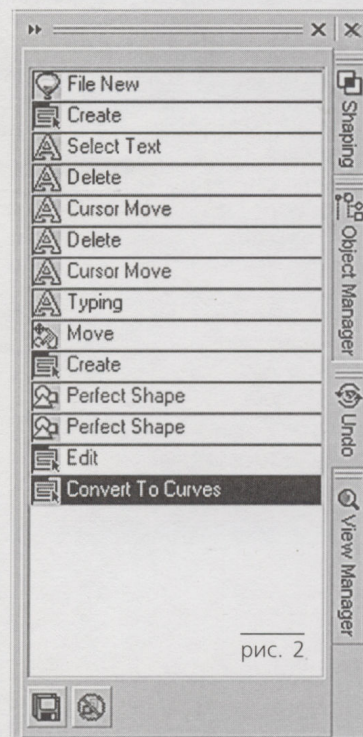 File New
Create
Select Text
Delete
Cursor Move
Delete
Cursor Move
Typing
Move
Create
Perfect Shape
Perfect Shape
Edit
Convert To Curves
рис. 2
Shaping
Object Manager
Undo
View Manager